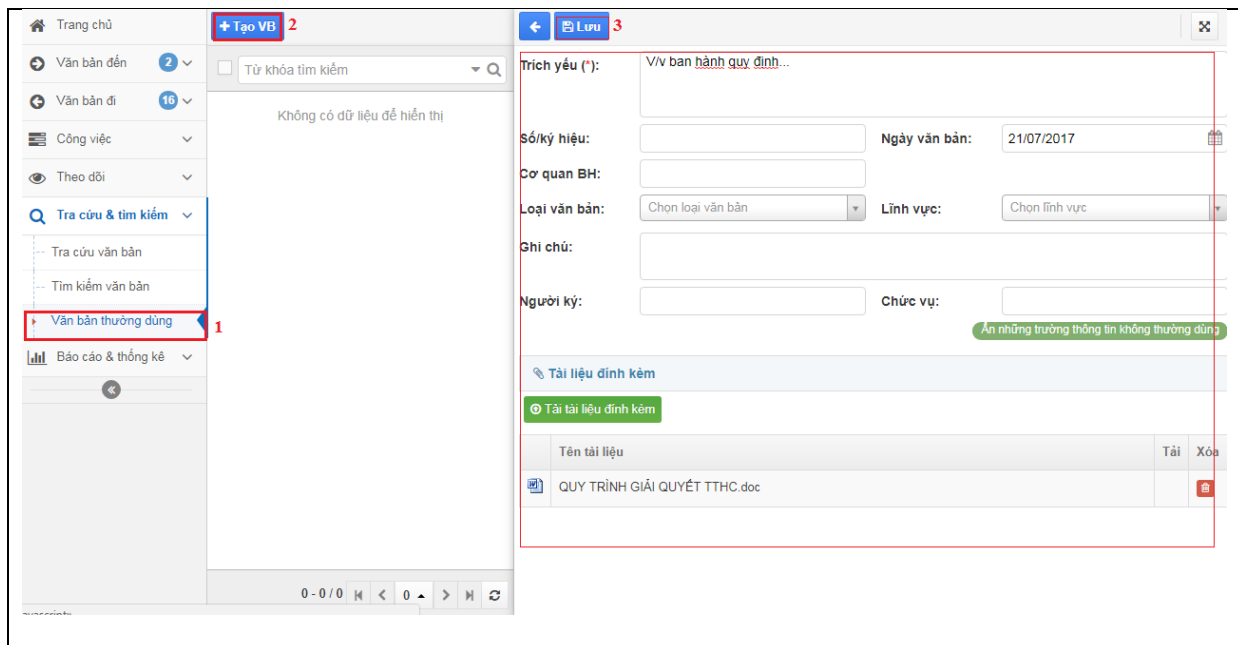 Trang chủ
Văn bản đến 2
Văn bản đi 16
Công việc
Theo dõi
Tra cứu & tìm kiếm
Tra cứu văn bản
Tìm kiếm văn bản
Văn bản thường dùng 1
Báo cáo & thống kê
+ Tạo VB 2
Từ khóa tìm kiếm
Không có dữ liệu để hiển thị
0 - 0 / 0 0
Lưu 3
Trích yếu (*): V/v ban hành quy định...
Số/ký hiệu: Ngày văn bản: 21/07/2017
Cơ quan BH:
Loại văn bản: Chọn loại văn bản Lĩnh vực: Chọn lĩnh vực
Ghi chú:
Người ký: Chức vụ:
Ẩn những trường thông tin không thường dùng
Tài liệu đính kèm
Tải tài liệu đính kèm
Tên tài liệu Tải Xóa
QUY TRÌNH GIẢI QUYẾT TTHC.doc